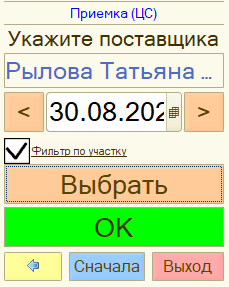 Приемка (ЦС)
Укажите поставщика
Рылова Татьяна ...
< 30.08.202 >
Фильтр по участку
Выбрать
OK
Сначала Выход